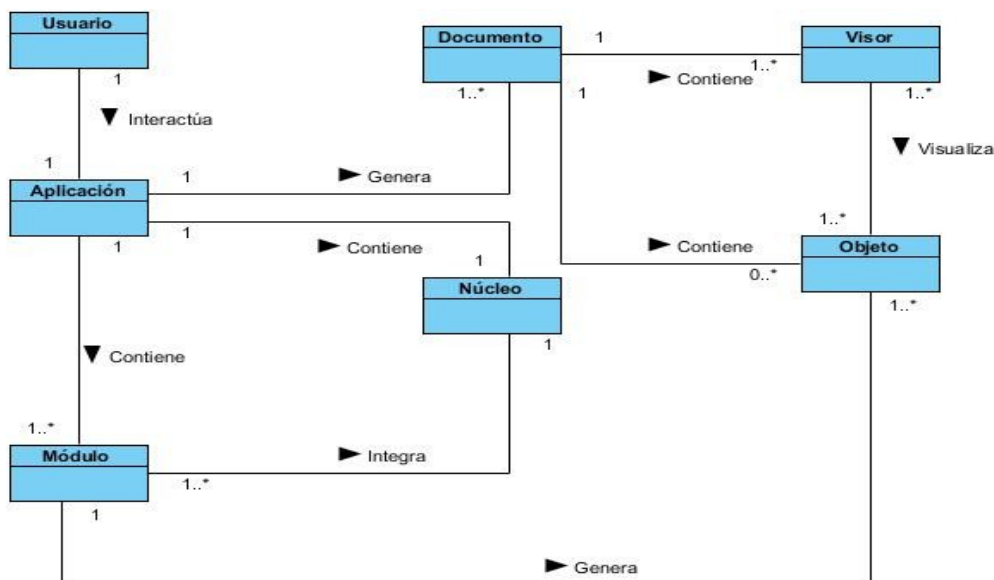 Usuario
1
Interactúa
1
Aplicación
1
Genera
1..*
Documento
1
Contiene
1..*
Visor
1..*
Visualiza
1..*
Objeto
1
Contiene
0..*
1
Contiene
1
Núcleo
1
Contiene
1..*
Módulo
1..*
Integra
1
1
Genera
1..*